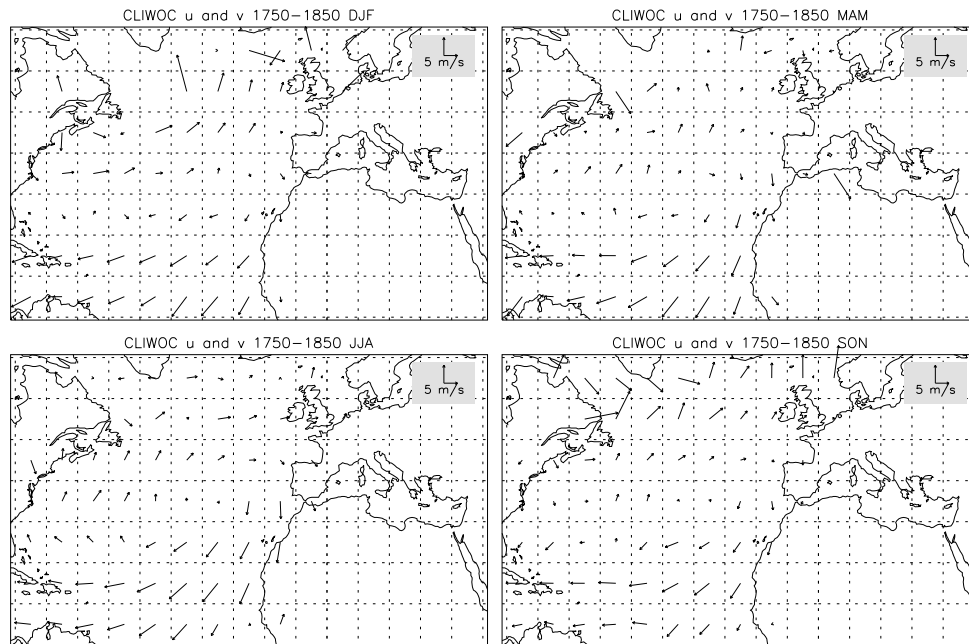 CLIWOC u and v 1750-1850 DJF
5 m/s
CLIWOC u and v 1750-1850 MAM
5 m/s
CLIWOC u and v 1750-1850 JJA
5 m/s
CLIWOC u and v 1750-1850 SON
5 m/s